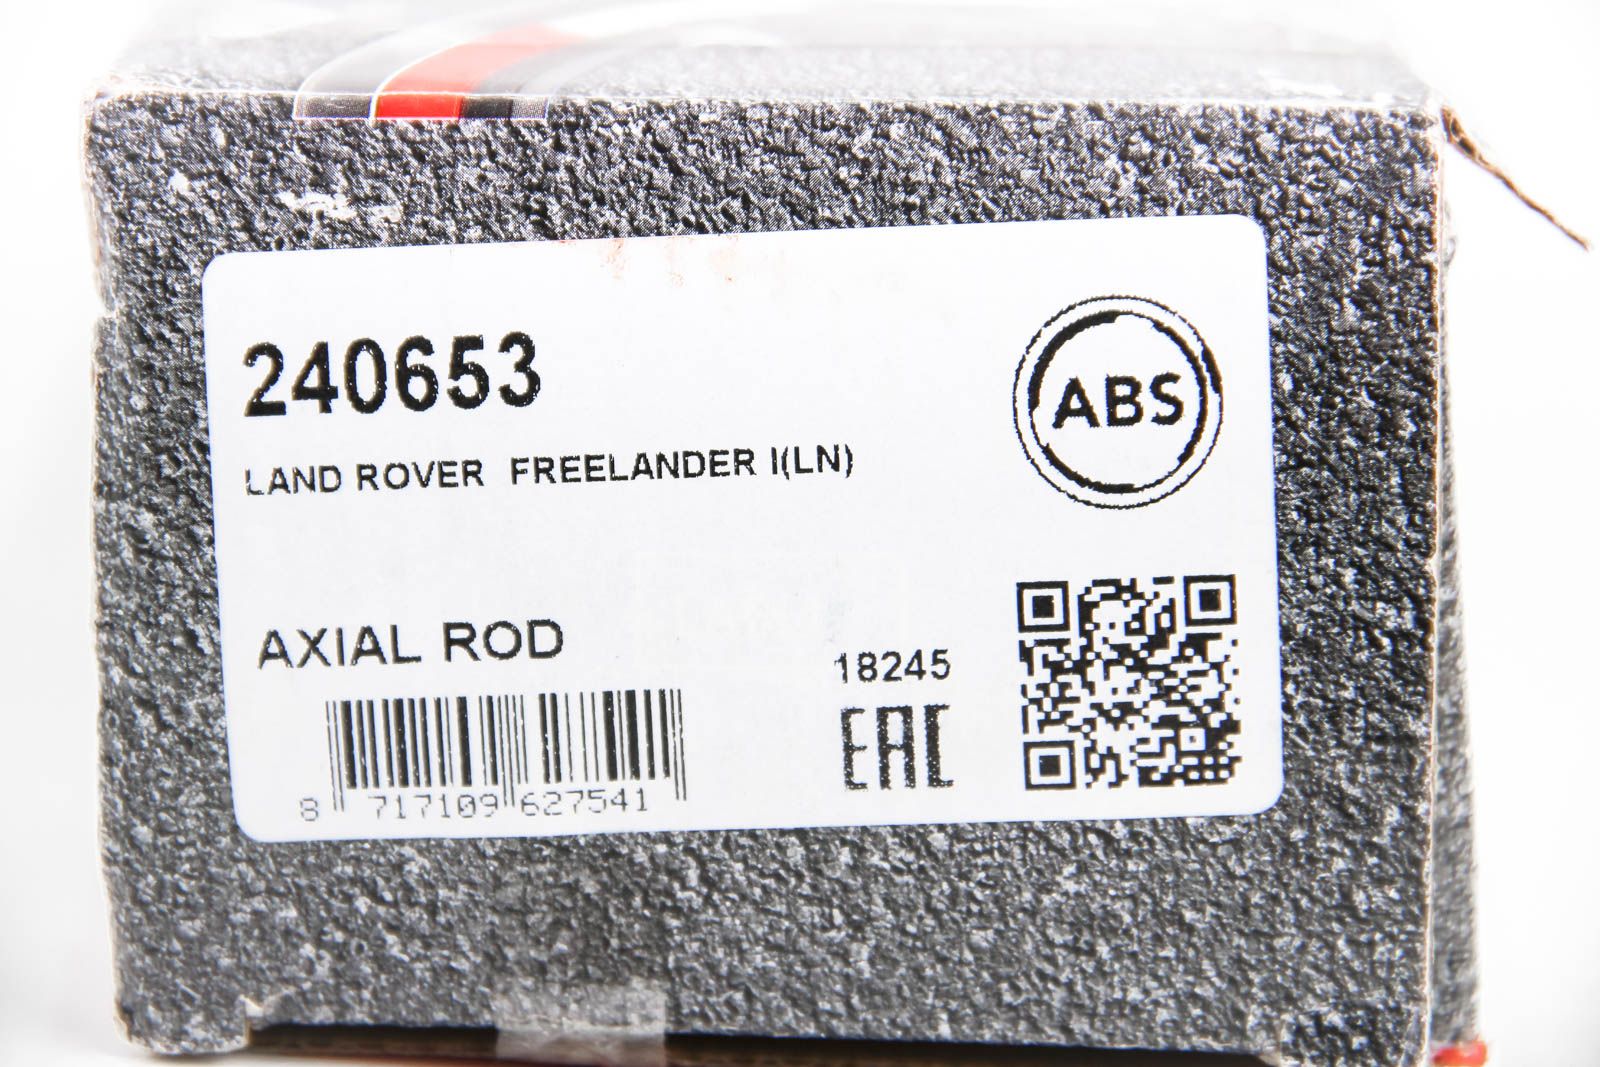 240653
ABS
LAND ROVER  FREELANDER I(LN)
AXIAL ROD
18245
EAC
8 717109 627541